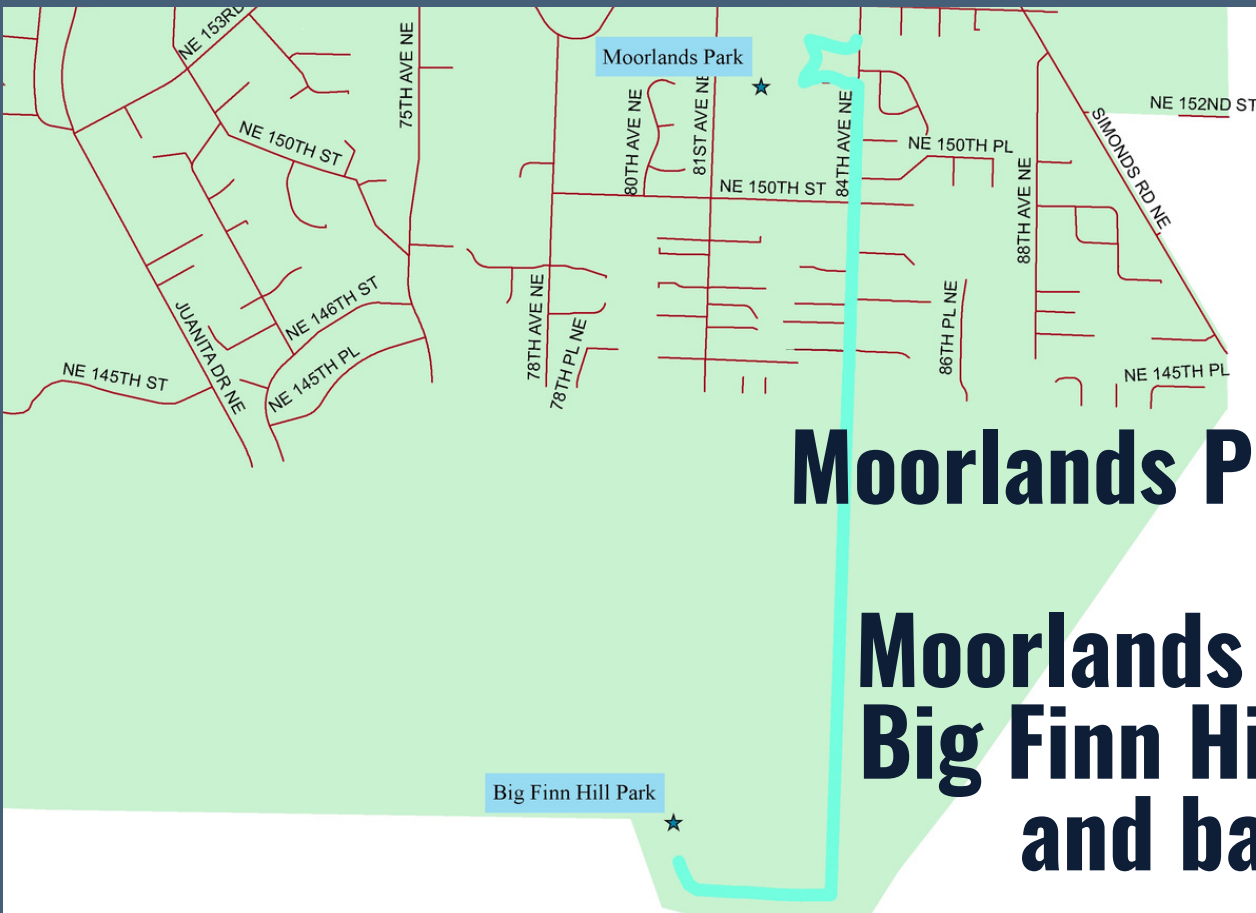 NE 153RD
Moorlands Park
75TH AVE NE
80TH AVE NE
81ST AVE NE
84TH AVE NE
NE 152ND ST
SIMONDS RD NE
NE 150TH ST
NE 150TH PL
NE 150TH ST
88TH AVE NE
JUANITA DR NE
NE 146TH ST
78TH AVE NE
78TH PL NE
86TH PL NE
NE 145TH ST
NE 145TH PL
NE 145TH PL
Moorlands P
Moorlands
Big Finn Hi
and ba
Big Finn Hill Park